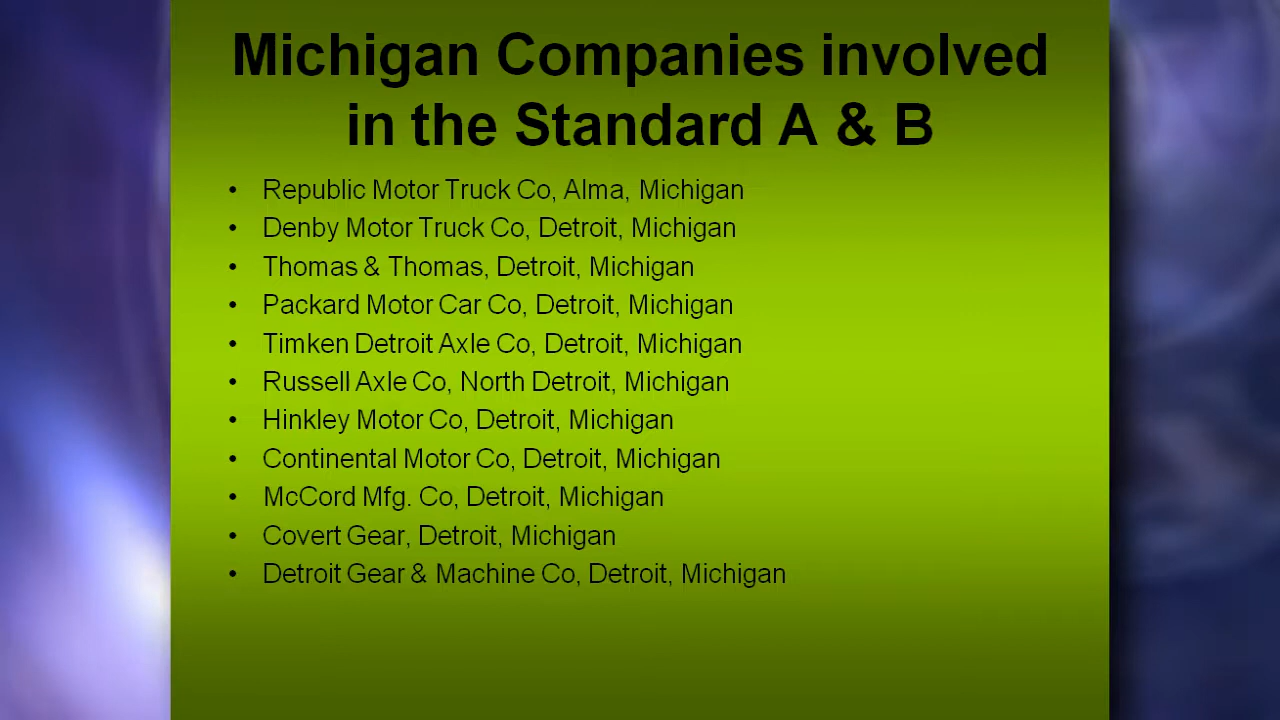 Michigan Companies involved
in the Standard A & B
• Republic Motor Truck Co, Alma, Michigan
• Denby Motor Truck Co, Detroit, Michigan
• Thomas & Thomas, Detroit, Michigan
• Packard Motor Car Co, Detroit, Michigan
• Timken Detroit Axle Co, Detroit, Michigan
• Russell Axle Co, North Detroit, Michigan
• Hinkley Motor Co, Detroit, Michigan
• Continental Motor Co, Detroit, Michigan
• McCord Mfg. Co, Detroit, Michigan
• Covert Gear, Detroit, Michigan
• Detroit Gear & Machine Co, Detroit, Michigan